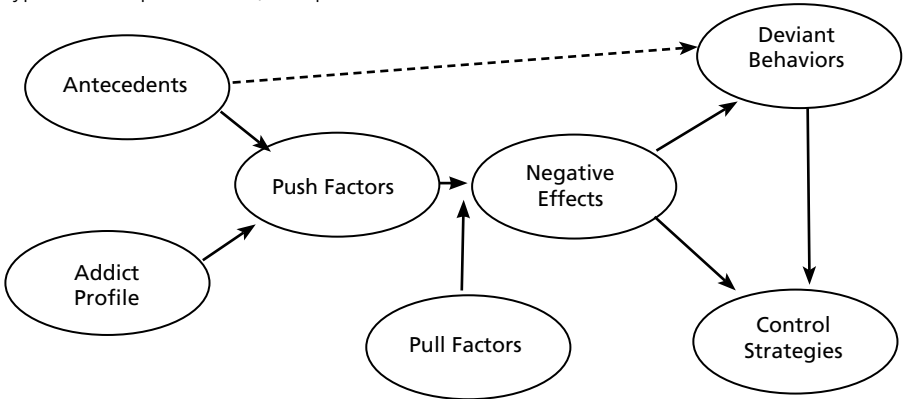 Deviant
Behaviors
Antecedents
Push Factors
Negative
Effects
Addict
Profile
Pull Factors
Control
Strategies